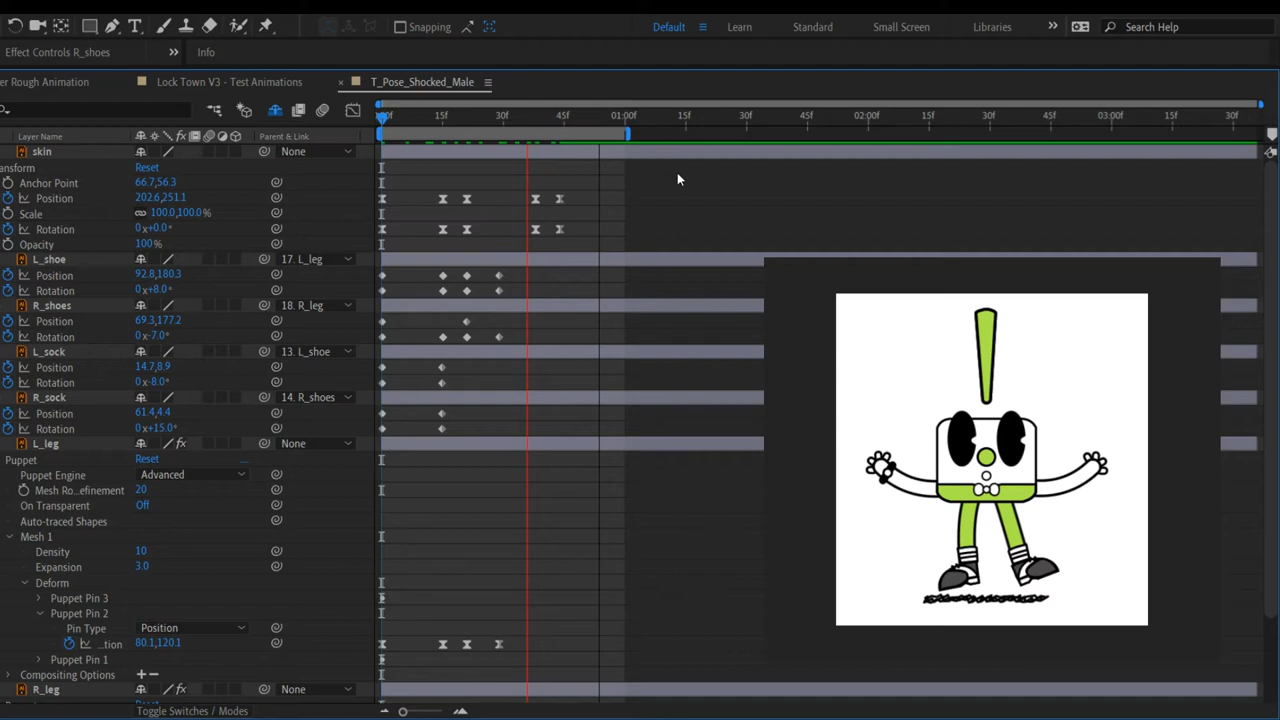 Snapping
Default
Learn
Standard
Small Screen
Libraries
Search Help
Effect Controls R_shoes
Info
er Rough Animation
Lock Town V3 - Test Animations
T_Pose_Shocked_Male
15f 30f 45f 01:00f 15f 30f 45f 02:00f 15f 30f 45f 03:00f 15f 30f
Layer Name
Parent & Link
skin None
ransform Reset
Anchor Point 66.7,56.3
Position 202.6,251.1
Scale 100.0,100.0%
Rotation 0x+0.0°
Opacity 100%
L_shoe 17. L_leg
Position 92.8,180.3
Rotation 0x+8.0°
R_shoes 18. R_leg
Position 69.3,177.2
Rotation 0x-7.0°
L_sock 13. L_shoe
Position 14.7,8.9
Rotation 0x-8.0°
R_sock 14. R_shoes
Position 61.4,4.4
Rotation 0x+15.0°
L_leg fx None
Puppet Reset ...
Puppet Engine Advanced
Mesh Ro...efinement 20
On Transparent Off
Auto-traced Shapes
Mesh 1
Density 10
Expansion 3.0
Deform
Puppet Pin 3
Puppet Pin 2
Pin Type Position
...tion 80.1,120.1
Puppet Pin 1
Compositing Options +–
R_leg fx None
Toggle Switches / Modes